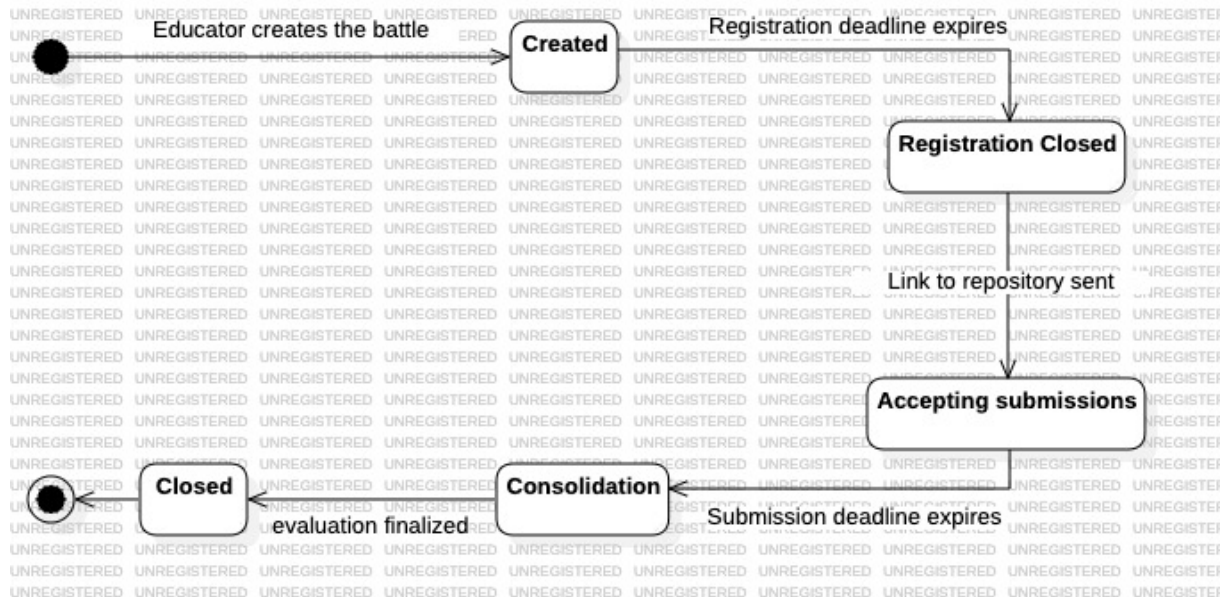 Educator creates the battle
Created
Registration deadline expires
Registration Closed
Link to repository sent
Accepting submissions
Submission deadline expires
Consolidation
evaluation finalized
Closed
UNREGISTERED